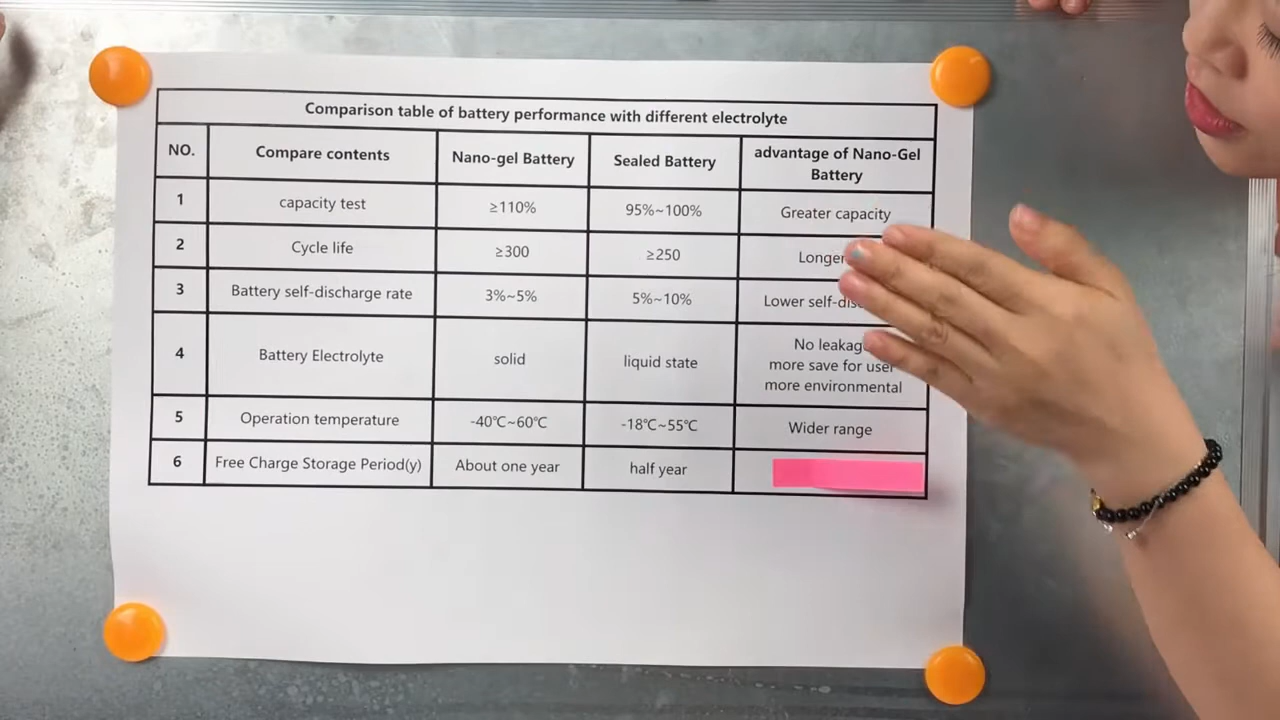 Comparison table of battery performance with different electrolyte
NO. Compare contents Nano-gel Battery Sealed Battery advantage of Nano-Gel
Battery
1 capacity test ≥110% 95%~100% Greater capacity
2 Cycle life ≥300 ≥250 Longer
3 Battery self-discharge rate 3%~5% 5%~10% Lower
4 Battery Electrolyte solid liquid state No leakage
more save for user
more environmental
5 Operation temperature -40℃~60℃ -18℃~55℃ Wider range
6 Free Charge Storage Period(y) About one year half year